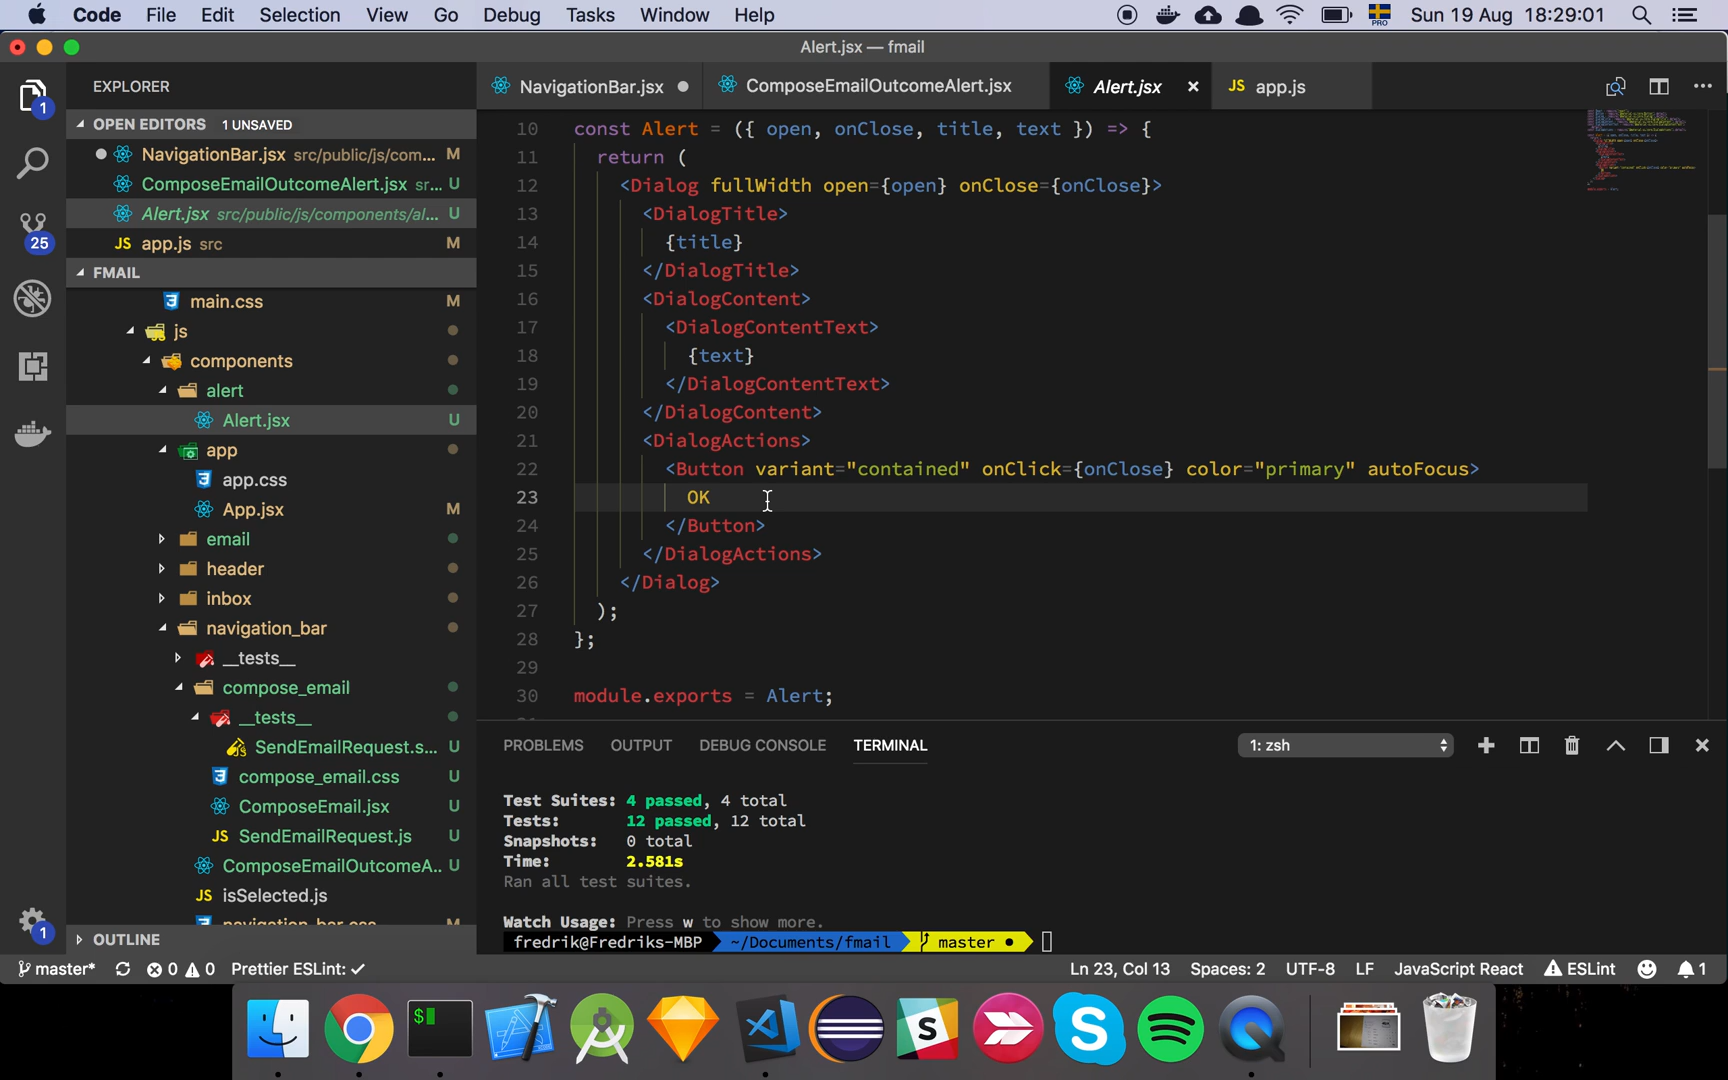 Code File Edit Selection View Go Debug Tasks Window Help PRO Sun 19 Aug 18:29:01
Alert.jsx — fmail
EXPLORER
NavigationBar.jsx ComposeEmailOutcomeAlert.jsx Alert.jsx JS app.js
OPEN EDITORS 1 UNSAVED
NavigationBar.jsx src/public/js/com... M
ComposeEmailOutcomeAlert.jsx sr... U
Alert.jsx src/public/js/components/al... U
JS app.js src M
FMAIL
main.css M
js
components
alert
Alert.jsx U
app
app.css
App.jsx M
email
header
inbox
navigation_bar
__tests__
compose_email
__tests__
SendEmailRequest.s... U
compose_email.css U
ComposeEmail.jsx U
JS SendEmailRequest.js U
ComposeEmailOutcomeA.. U
JS isSelected.js
navigation_bar.css M
OUTLINE
1
25
1
10 const Alert = ({ open, onClose, title, text }) => {
11 return (
12 <Dialog fullWidth open={open} onClose={onClose}>
13 <DialogTitle>
14 {title}
15 </DialogTitle>
16 <DialogContent>
17 <DialogContentText>
18 {text}
19 </DialogContentText>
20 </DialogContent>
21 <DialogActions>
22 <Button variant="contained" onClick={onClose} color="primary" autoFocus>
23 OK
24 </Button>
25 </DialogActions>
26 </Dialog>
27 );
28 };
29
30 module.exports = Alert;
PROBLEMS OUTPUT DEBUG CONSOLE TERMINAL 1: zsh
Test Suites: 4 passed, 4 total
Tests: 12 passed, 12 total
Snapshots: 0 total
Time: 2.581s
Ran all test suites.
Watch Usage: Press w to show more.
fredrik@Fredriks-MBP ~/Documents/fmail master ●
master* 0 0 Prettier ESLint: ✓ Ln 23, Col 13 Spaces: 2 UTF-8 LF JavaScript React ESLint 1
$
S